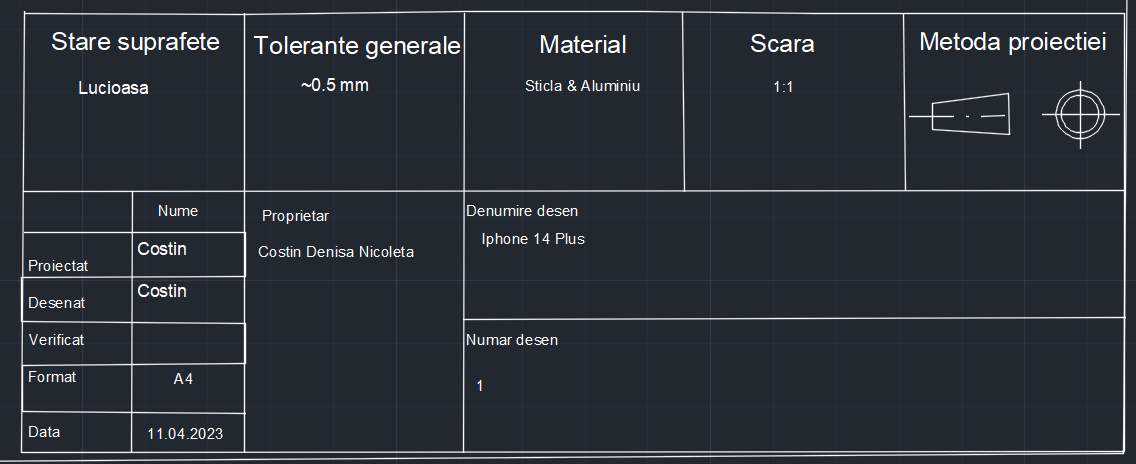 Stare suprafete
Lucioasa
Tolerante generale
~0.5 mm
Material
Sticla & Aluminiu
Scara
1:1
Metoda proiectiei
Nume
Proiectat
Costin
Desenat
Costin
Verificat
Format
A4
Data
11.04.2023
Proprietar
Costin Denisa Nicoleta
Denumire desen
Iphone 14 Plus
Numar desen
1